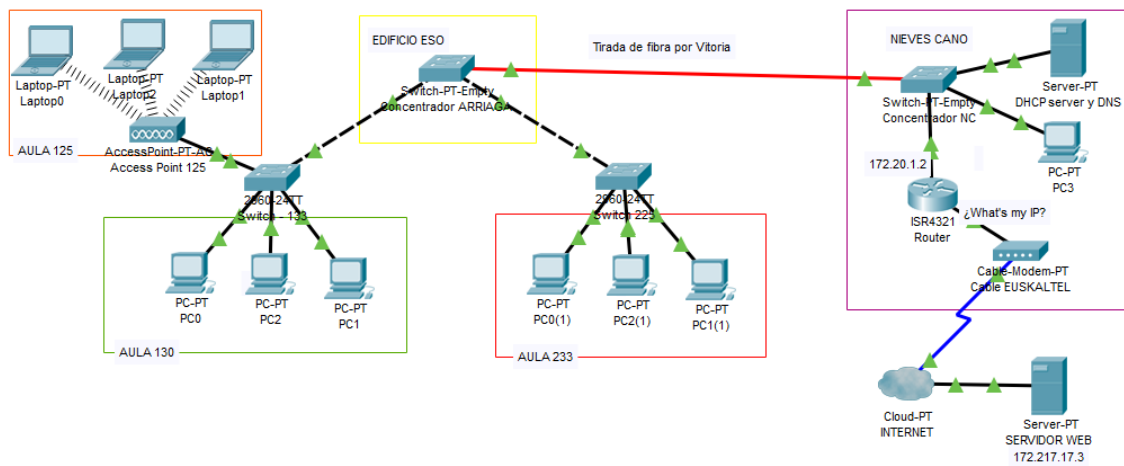 Laptop-PT
Laptop0
Laptop-PT
Laptop2
Laptop-PT
Laptop1
AccessPoint-PT-AC
Access Point 125
AULA 125
EDIFICIO ESO
Switch-PT-Empty
Concentrador ARRIAGA
Tirada de fibra por Vitoria
NIEVES CANO
Server-PT
DHCP server y DNS
Switch-PT-Empty
Concentrador NC
PC-PT
PC3
172.20.1.2
ISR4321
Router
¿What's my IP?
Cable-Modem-PT
Cable EUSKALTEL
2960-24TT
Switch - 133
2960-24TT
Switch 223
PC-PT
PC0
PC-PT
PC2
PC-PT
PC1
AULA 130
PC-PT
PC0(1)
PC-PT
PC2(1)
PC-PT
PC1(1)
AULA 233
Cloud-PT
INTERNET
Server-PT
SERVIDOR WEB
172.217.17.3